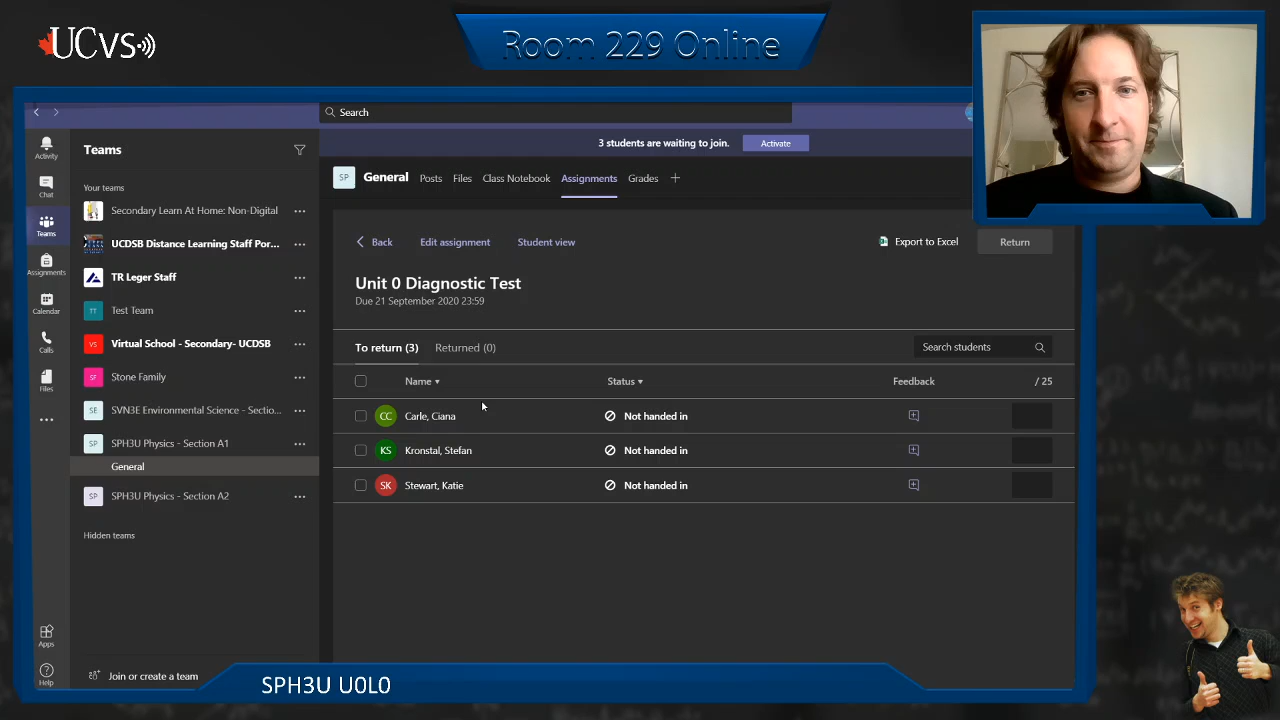 UCvs
Room 229 Online
Search
3 students are waiting to join.
Activate
Activity
Chat
Teams
Assignments
Calendar
Calls
Files
Apps
Help
Teams
Your teams
Secondary Learn At Home: Non-Digital
UCDSB Distance Learning Staff Por...
TR Leger Staff
TT
Test Team
VS
Virtual School - Secondary- UCDSB
SF
Stone Family
SE
SVN3E Environmental Science - Sectio...
SP
SPH3U Physics - Section A1
General
SP
SPH3U Physics - Section A2
Hidden teams
Join or create a team
SP
General
Posts
Files
Class Notebook
Assignments
Grades
Back
Edit assignment
Student view
Export to Excel
Return
Unit 0 Diagnostic Test
Due 21 September 2020 23:59
To return (3)
Returned (0)
Search students
Name
Status
Feedback
/ 25
CC
Carle, Ciana
Not handed in
KS
Kronstal, Stefan
Not handed in
SK
Stewart, Katie
Not handed in
SPH3U U0L0